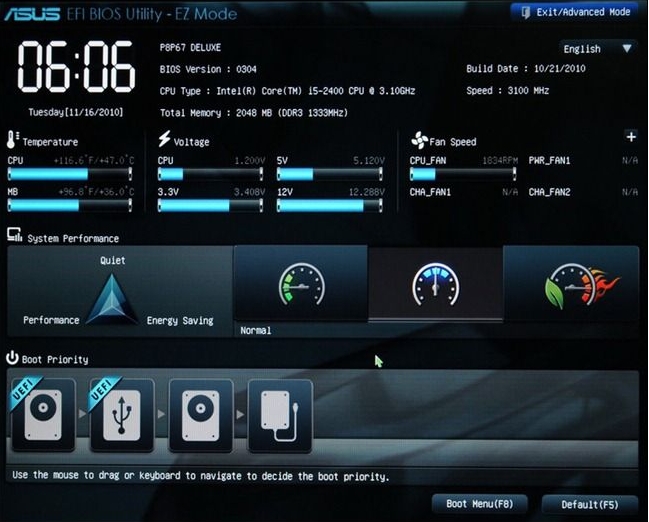 ASUS EFI BIOS Utility - EZ Mode
Exit/Advanced Mode
06:06
Tuesday[11/16/2010]
P8P67 DELUXE
English
BIOS Version : 0304
Build Date : 10/21/2010
CPU Type : Intel(R) Core(TM) i5-2400 CPU @ 3.10GHz
Speed : 3100 MHz
Total Memory : 2048 MB (DDR3 1333MHz)
Temperature
CPU +116.6°F/+47.0°C
MB +96.8°F/+36.0°C
Voltage
CPU 1.200V 5V 5.120V
3.3V 3.408V 12V 12.288V
Fan Speed +
CPU_FAN 1834RPM PWR_FAN1 N/A
CHA_FAN1 N/A CHA_FAN2 N/A
System Performance
Quiet
Performance Energy Saving
Normal
Boot Priority
UEFI UEFI
Use the mouse to drag or keyboard to navigate to decide the boot priority.
Boot Menu(F8) Default(F5)